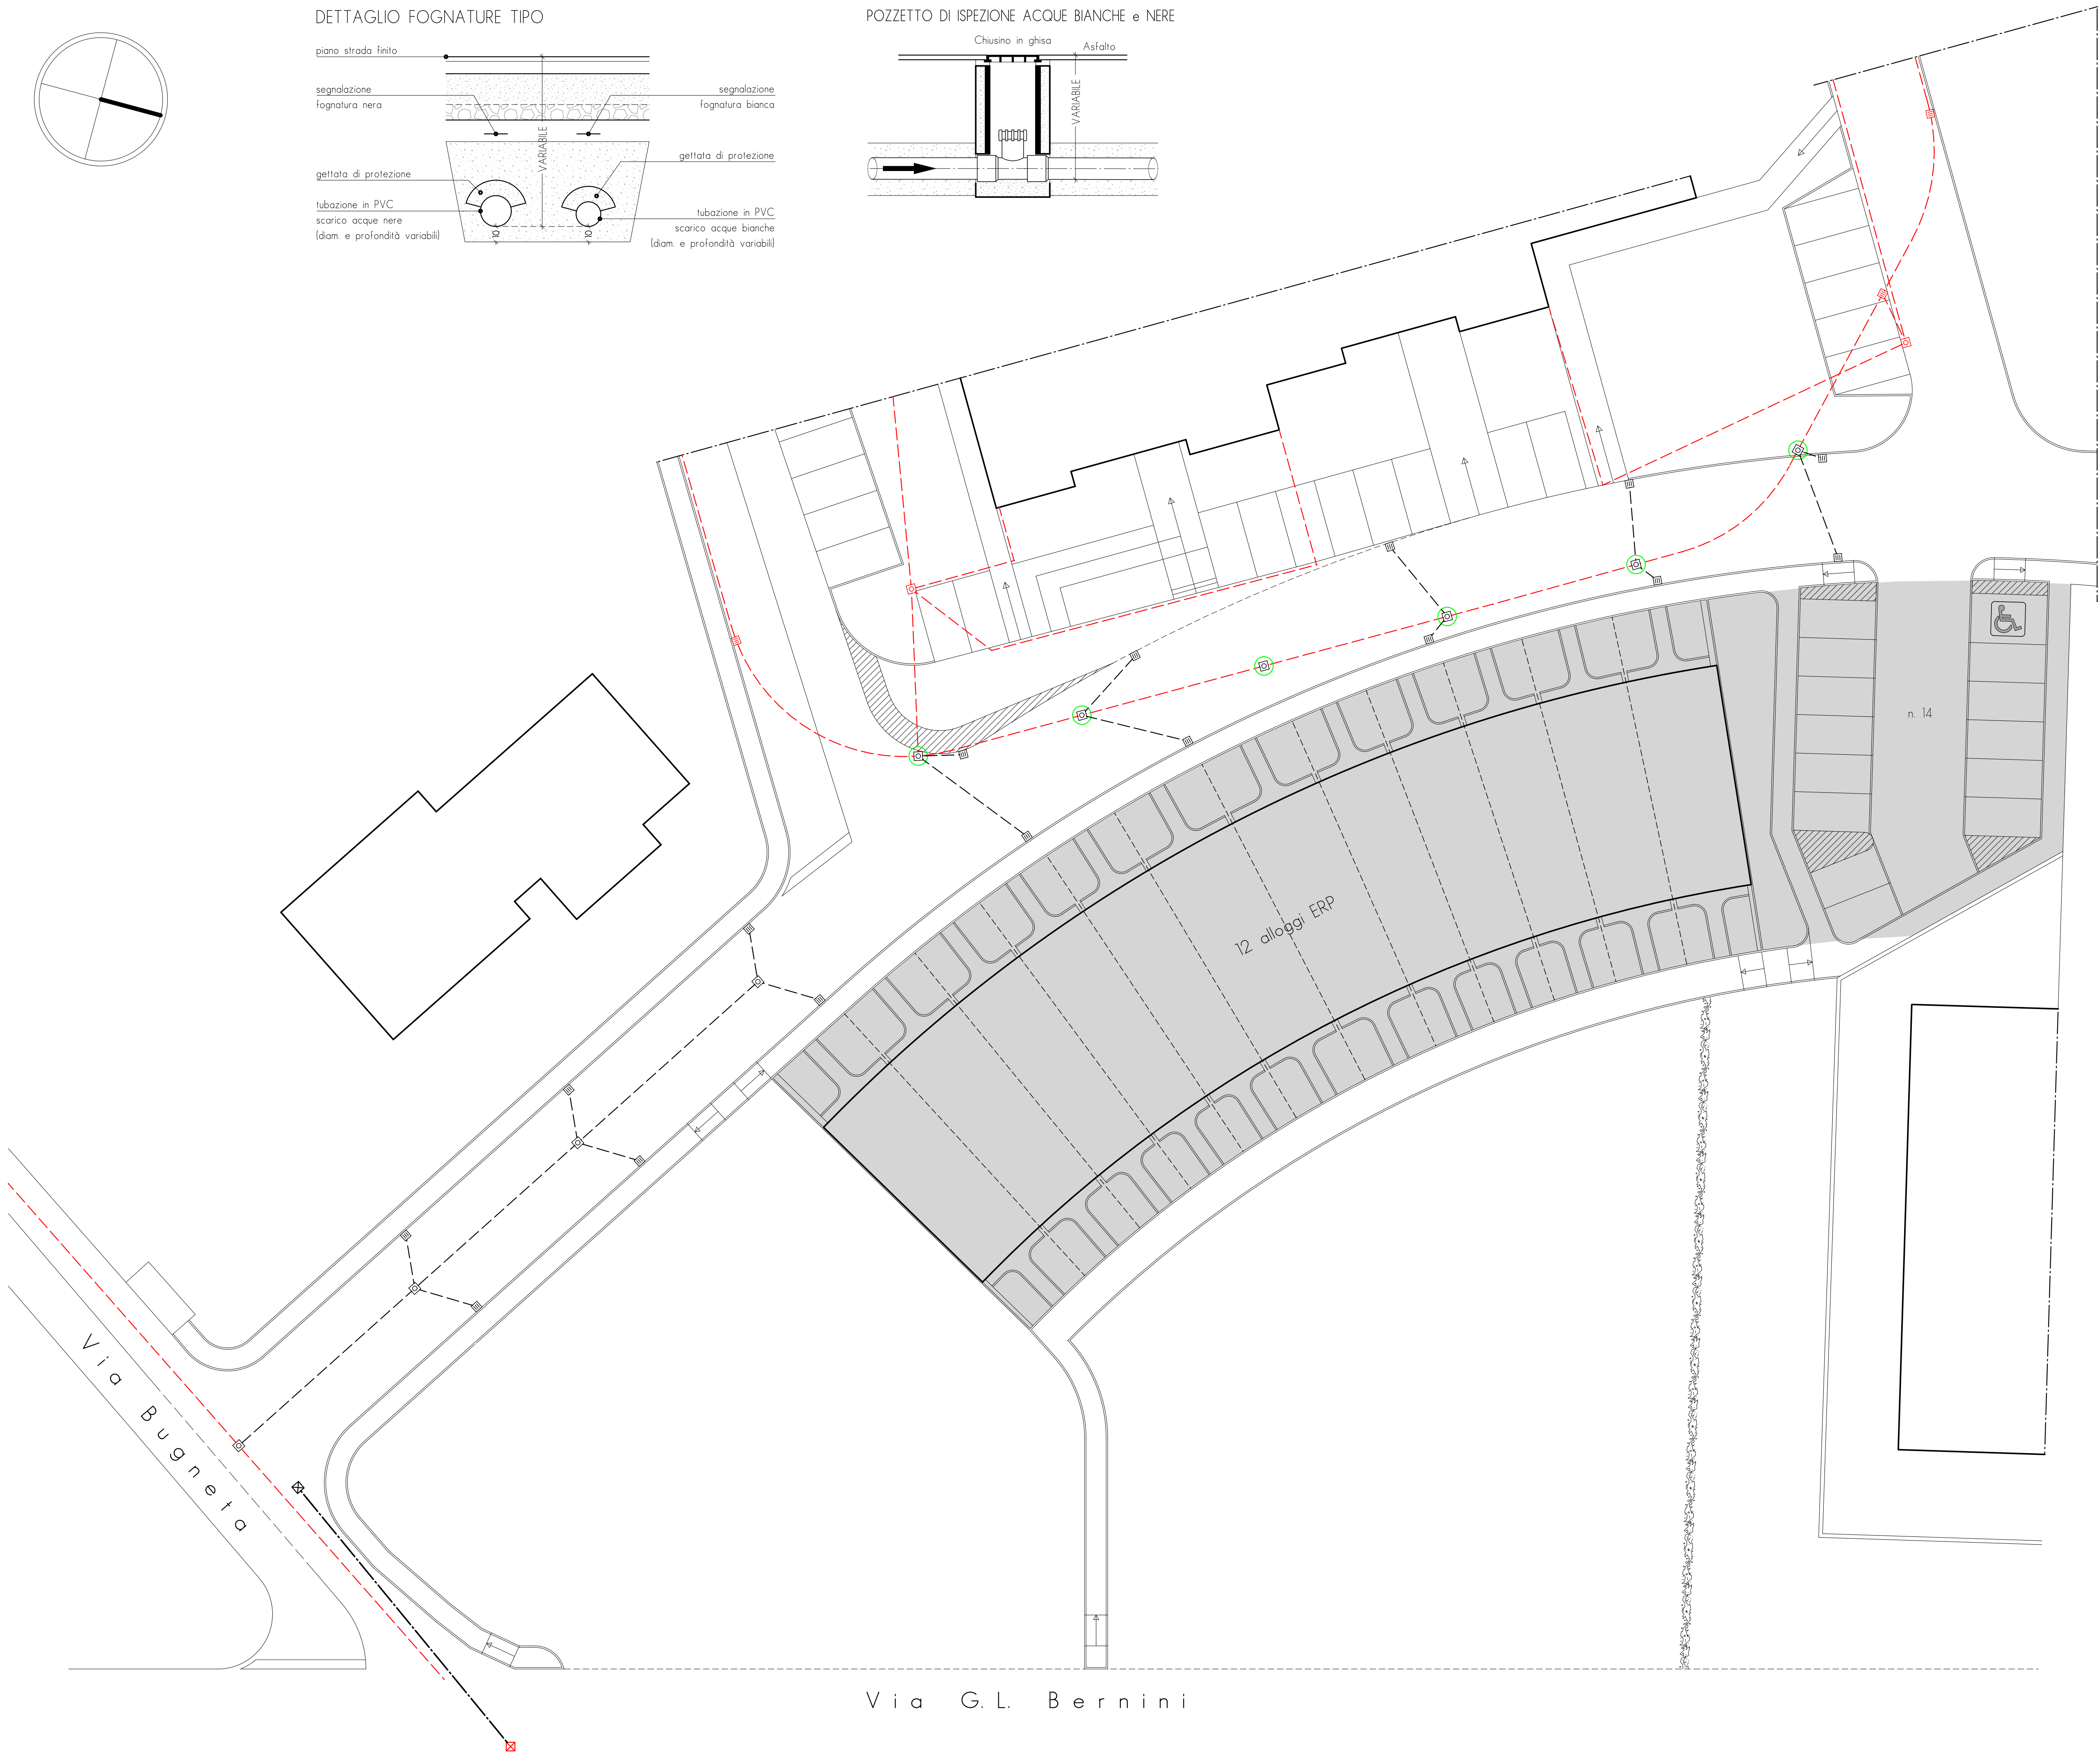 DETTAGLIO FOGNATURE TIPO
piano strada finito
segnalazione
fognatura nera
segnalazione
fognatura bianca
VARIABILE
gettata di protezione
gettata di protezione
tubazione in PVC
scarico acque nere
(diam. e profondità variabili)
tubazione in PVC
scarico acque bianche
(diam. e profondità variabili)
10
10
POZZETTO DI ISPEZIONE ACQUE BIANCHE e NERE
Chiusino in ghisa
Asfalto
VARIABILE
n. 14
12 alloggi ERP
Via Bugneta
Via G.L. Bernini